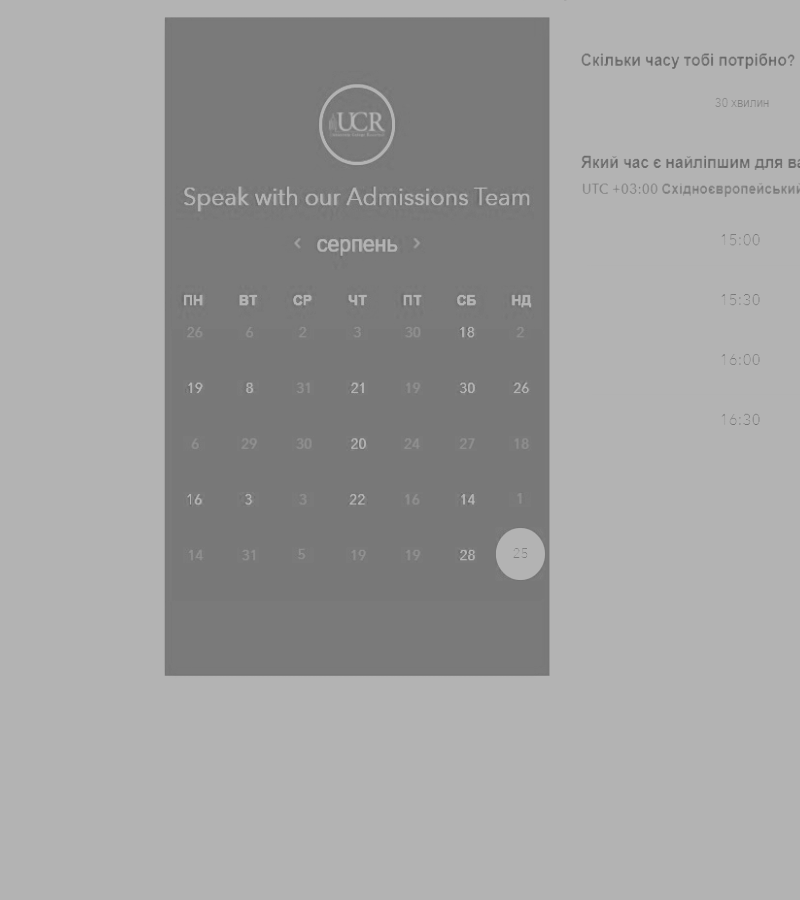 Скільки часу тобі потрібно?
30 хвилин
UCR
Speak with our Admissions Team
Який час є найліпшим для
UTC +03:00 Східноєвропейський
‹ серпень ›
15:00
ПН ВТ СР ЧТ ПТ СБ НД
15:30
26 6 2 3 30 18 2
16:00
19 8 31 21 19 30 26
16:30
6 29 30 20 24 27 18
16 3 3 22 16 14 1
14 31 5 19 19 28 25